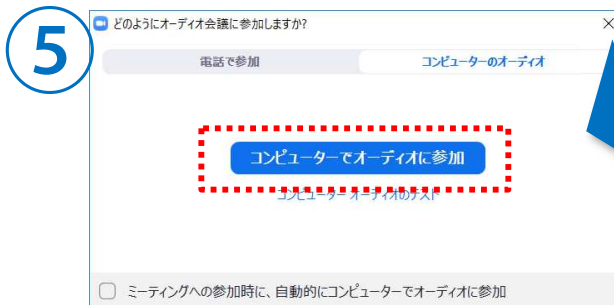 5
どのようにオーディオ会議に参加しますか?
電話で参加
コンピューターのオーディオ
コンピューターでオーディオに参加
コンピューター オーディオのテスト
ミーティングへの参加時に、自動的にコンピューターでオーディオに参加